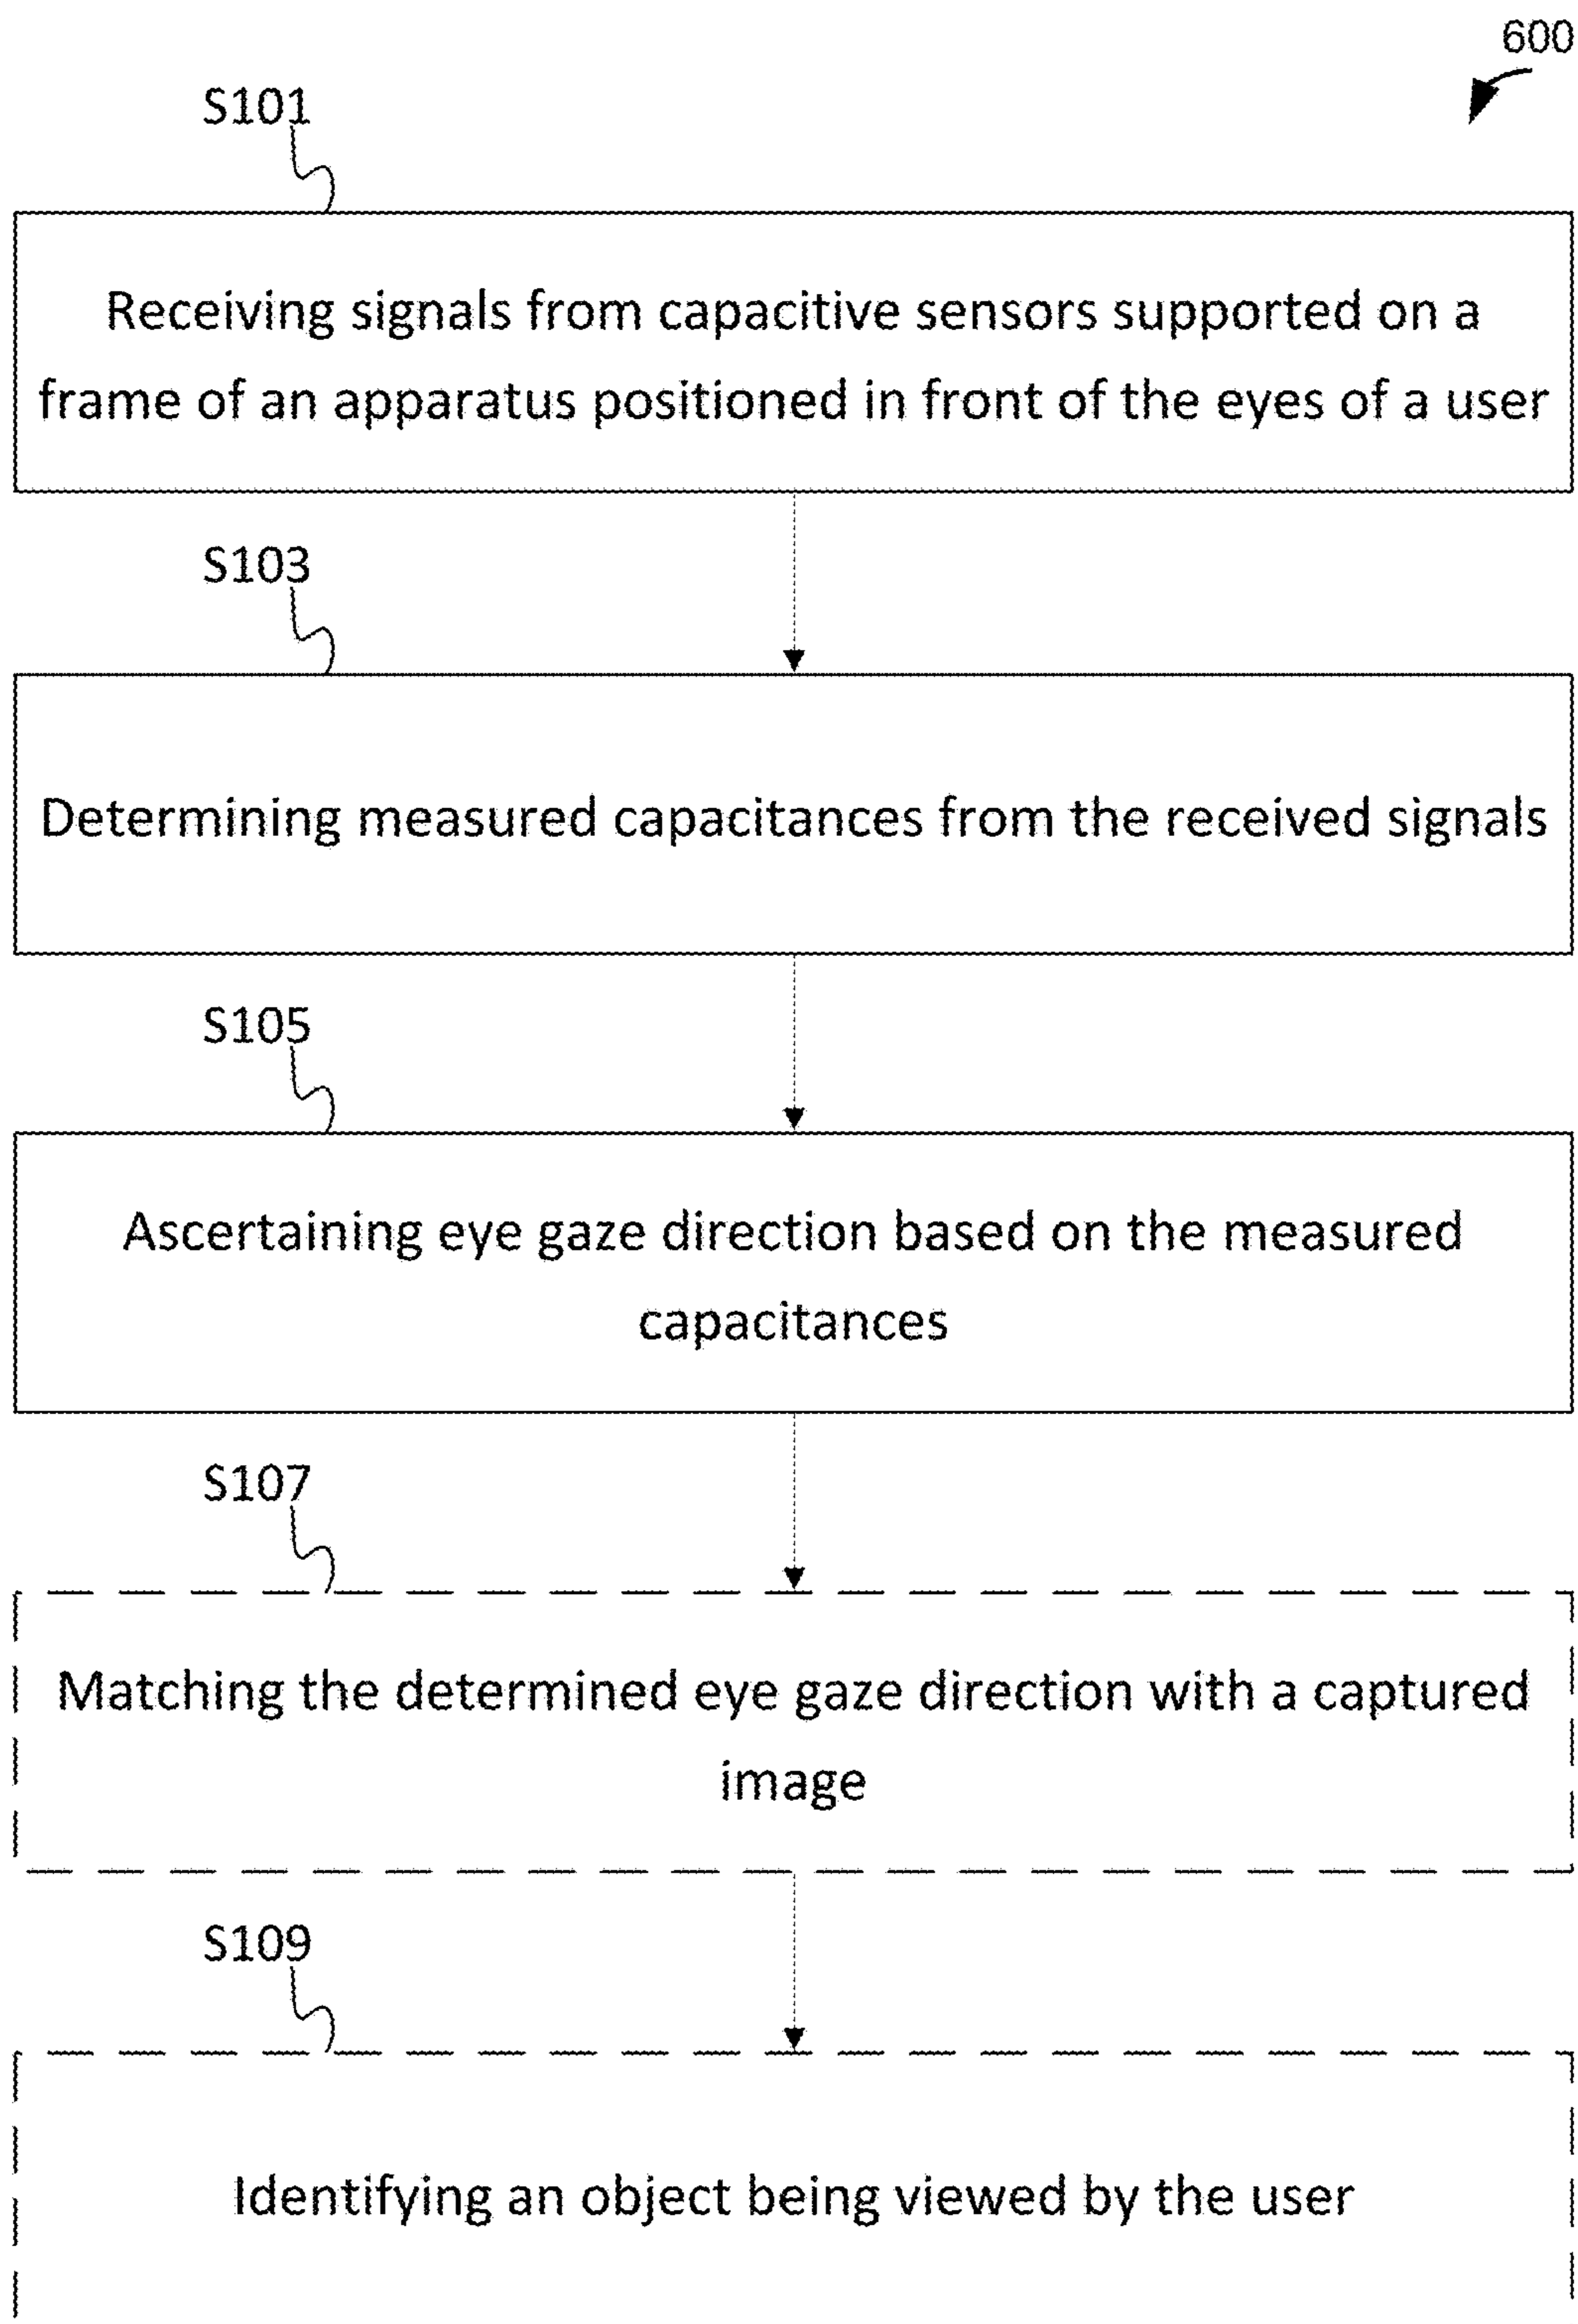 600
S101
Receiving signals from capacitive sensors supported on a
frame of an apparatus positioned in front of the eyes of a user
S103
Determining measured capacitances from the received signals
S105
Ascertaining eye gaze direction based on the measured
capacitances
S107
Matching the determined eye gaze direction with a captured
image
S109
Identifying an object being viewed by the user